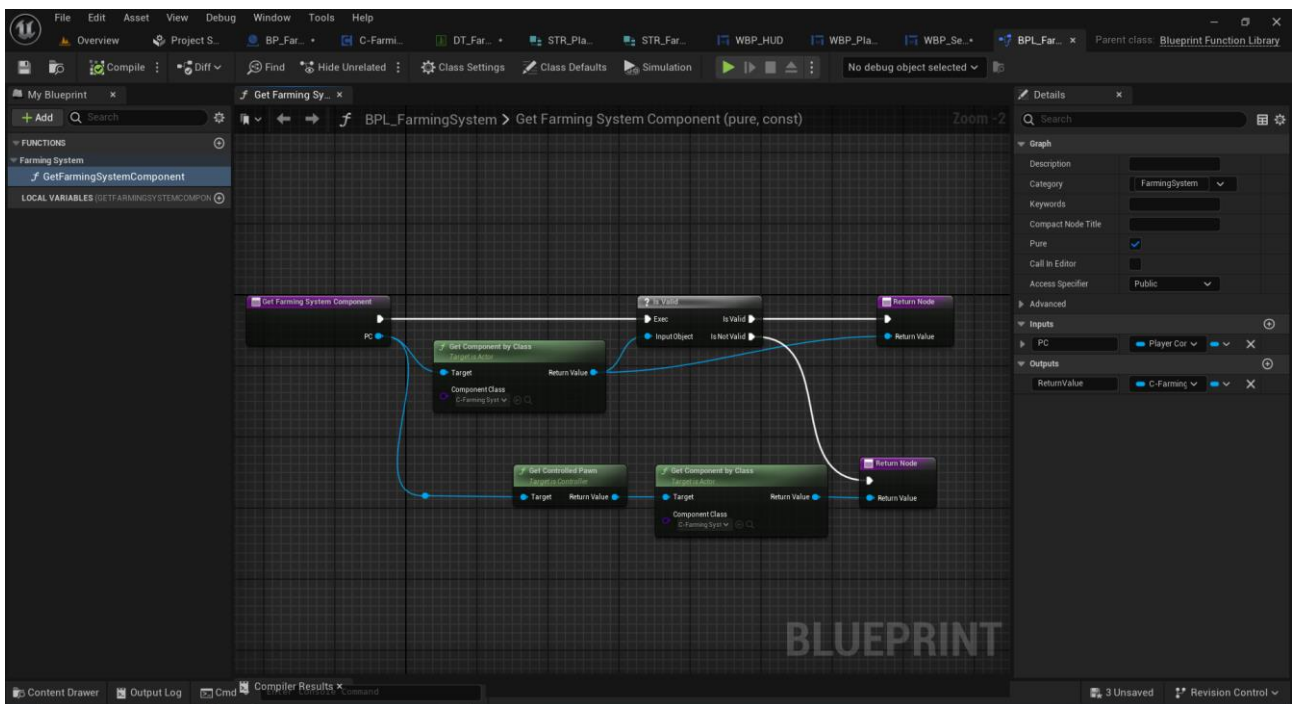 File Edit Asset View Debug Window Tools Help
Overview Project S... BP_Far... • C-Farmi... DT_Far... • STR_Pla... STR_Far... WBP_HUD WBP_Pla... WBP_Se...• BPL_Far... × Parent class: Blueprint Function Library
Compile Diff Find Hide Unrelated Class Settings Class Defaults Simulation No debug object selected
My Blueprint × Get Farming Sy... × Details ×
+ Add Search BPL_FarmingSystem > Get Farming System Component (pure, const) Zoom -2 Search
FUNCTIONS
Farming System
GetFarmingSystemComponent
LOCAL VARIABLES (GETFARMINGSYSTEMCOMPON
Graph
Description
Category FarmingSystem
Keywords
Compact Node Title
Pure
Call In Editor
Access Specifier Public
Advanced
Inputs
PC Player Cor
Outputs
ReturnValue C-Farming
Get Farming System Component
PC
Get Component by Class
Target is Actor
Target Return Value
Component Class
C-Farming Syst
? Is Valid
Exec Is Valid
Input Object Is Not Valid
Return Node
Return Value
Get Controlled Pawn
Target is Controller
Target Return Value
Get Component by Class
Target is Actor
Target Return Value
Component Class
C-Farming Syst
Return Node
Return Value
BLUEPRINT
Compiler Results ×
Content Drawer Output Log Cmd Command 3 Unsaved Revision Control